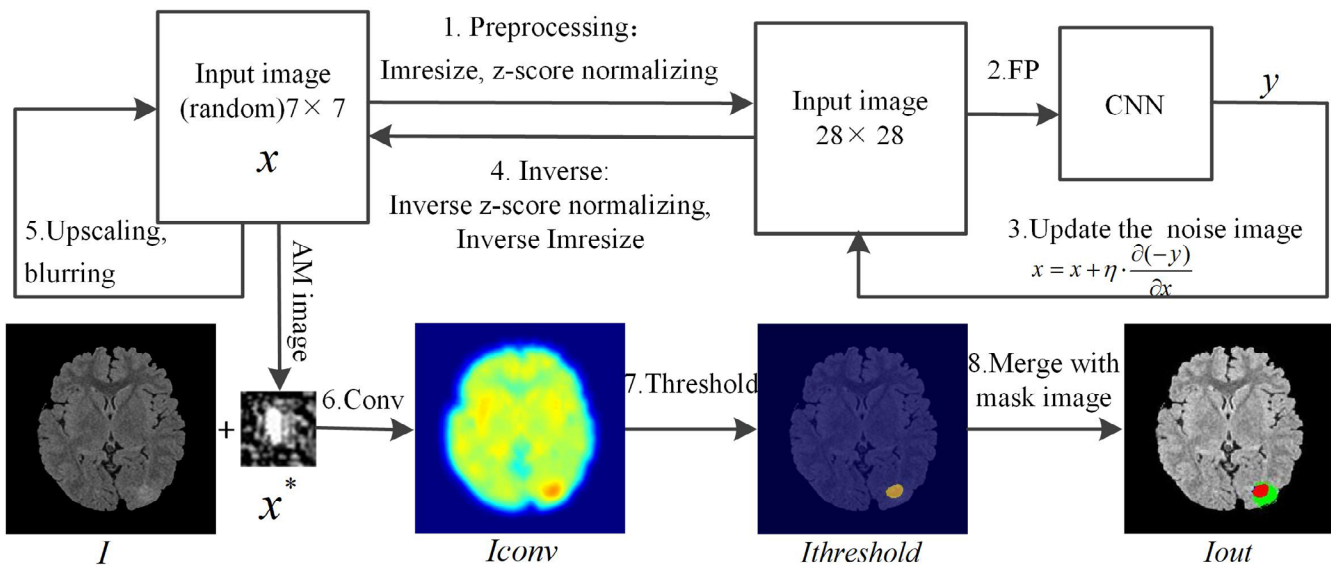 1. Preprocessing:
Imresize, z-score normalizing
Input image
(random)7× 7
x
Input image
28× 28
2.FP
CNN
y
4. Inverse:
Inverse z-score normalizing,
Inverse Imresize
3.Update the noise image
x = x + η · ∂(-y)/∂x
5.Upscaling,
blurring
AM image
+
6.Conv
7.Threshold
8.Merge with
mask image
x*
I
Iconv
Ithreshold
Iout